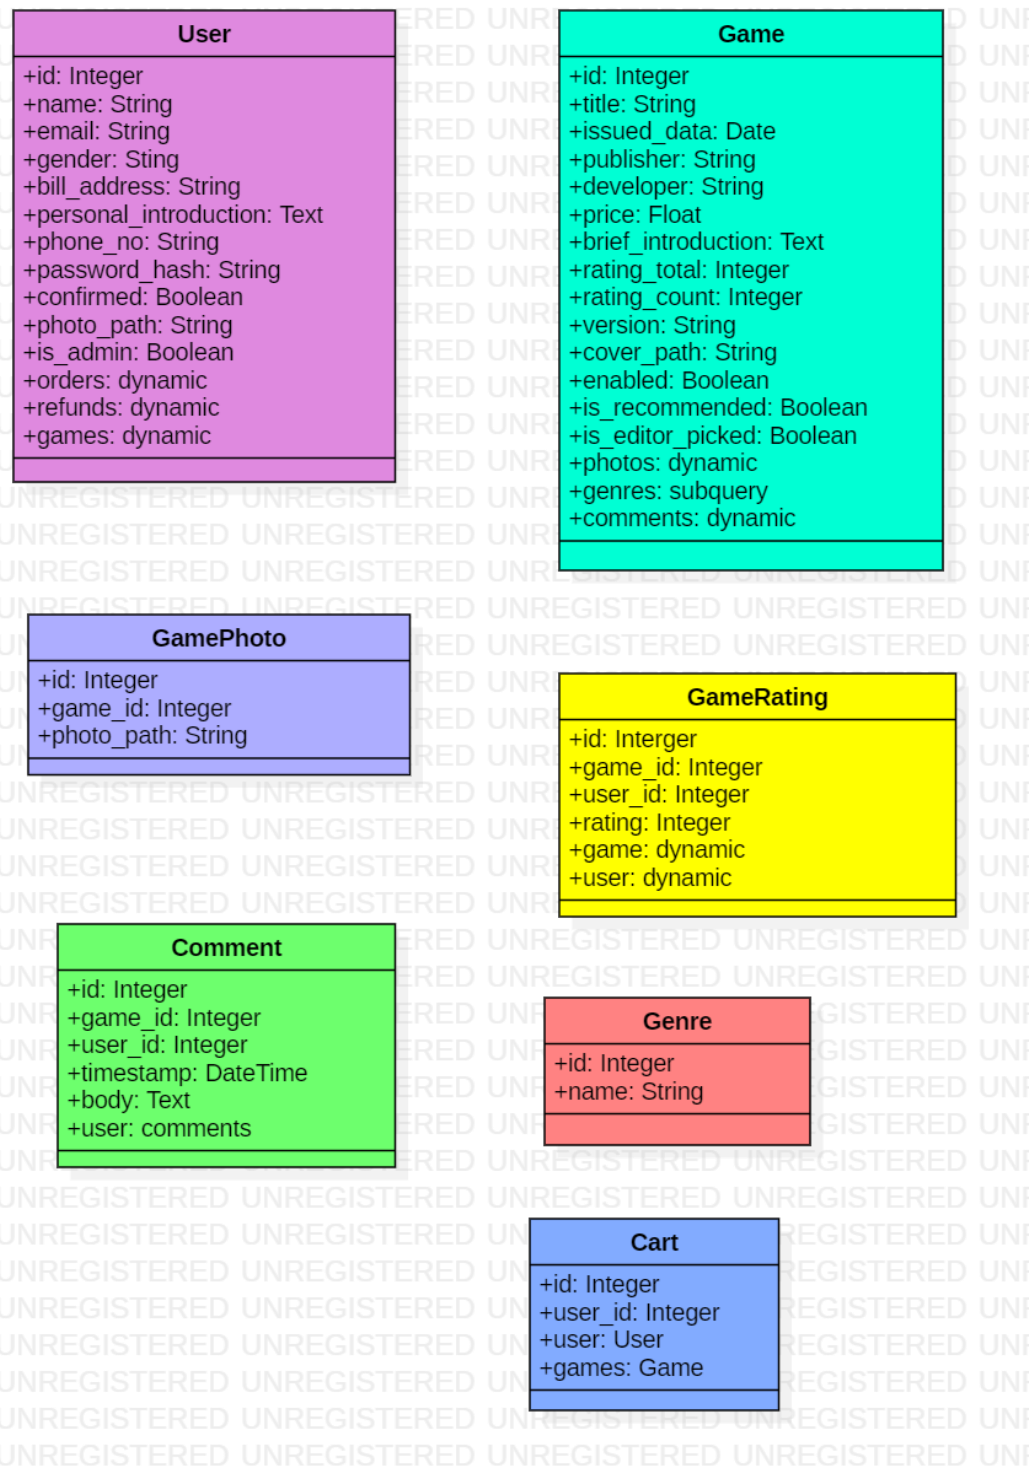 User
+id: Integer
+name: String
+email: String
+gender: Sting
+bill_address: String
+personal_introduction: Text
+phone_no: String
+password_hash: String
+confirmed: Boolean
+photo_path: String
+is_admin: Boolean
+orders: dynamic
+refunds: dynamic
+games: dynamic
Game
+id: Integer
+title: String
+issued_data: Date
+publisher: String
+developer: String
+price: Float
+brief_introduction: Text
+rating_total: Integer
+rating_count: Integer
+version: String
+cover_path: String
+enabled: Boolean
+is_recommended: Boolean
+is_editor_picked: Boolean
+photos: dynamic
+genres: subquery
+comments: dynamic
GamePhoto
+id: Integer
+game_id: Integer
+photo_path: String
GameRating
+id: Interger
+game_id: Integer
+user_id: Integer
+rating: Integer
+game: dynamic
+user: dynamic
Comment
+id: Integer
+game_id: Integer
+user_id: Integer
+timestamp: DateTime
+body: Text
+user: comments
Genre
+id: Integer
+name: String
Cart
+id: Integer
+user_id: Integer
+user: User
+games: Game
UNREGISTERED UNREGISTERED UNREGISTERED UNREGISTERED